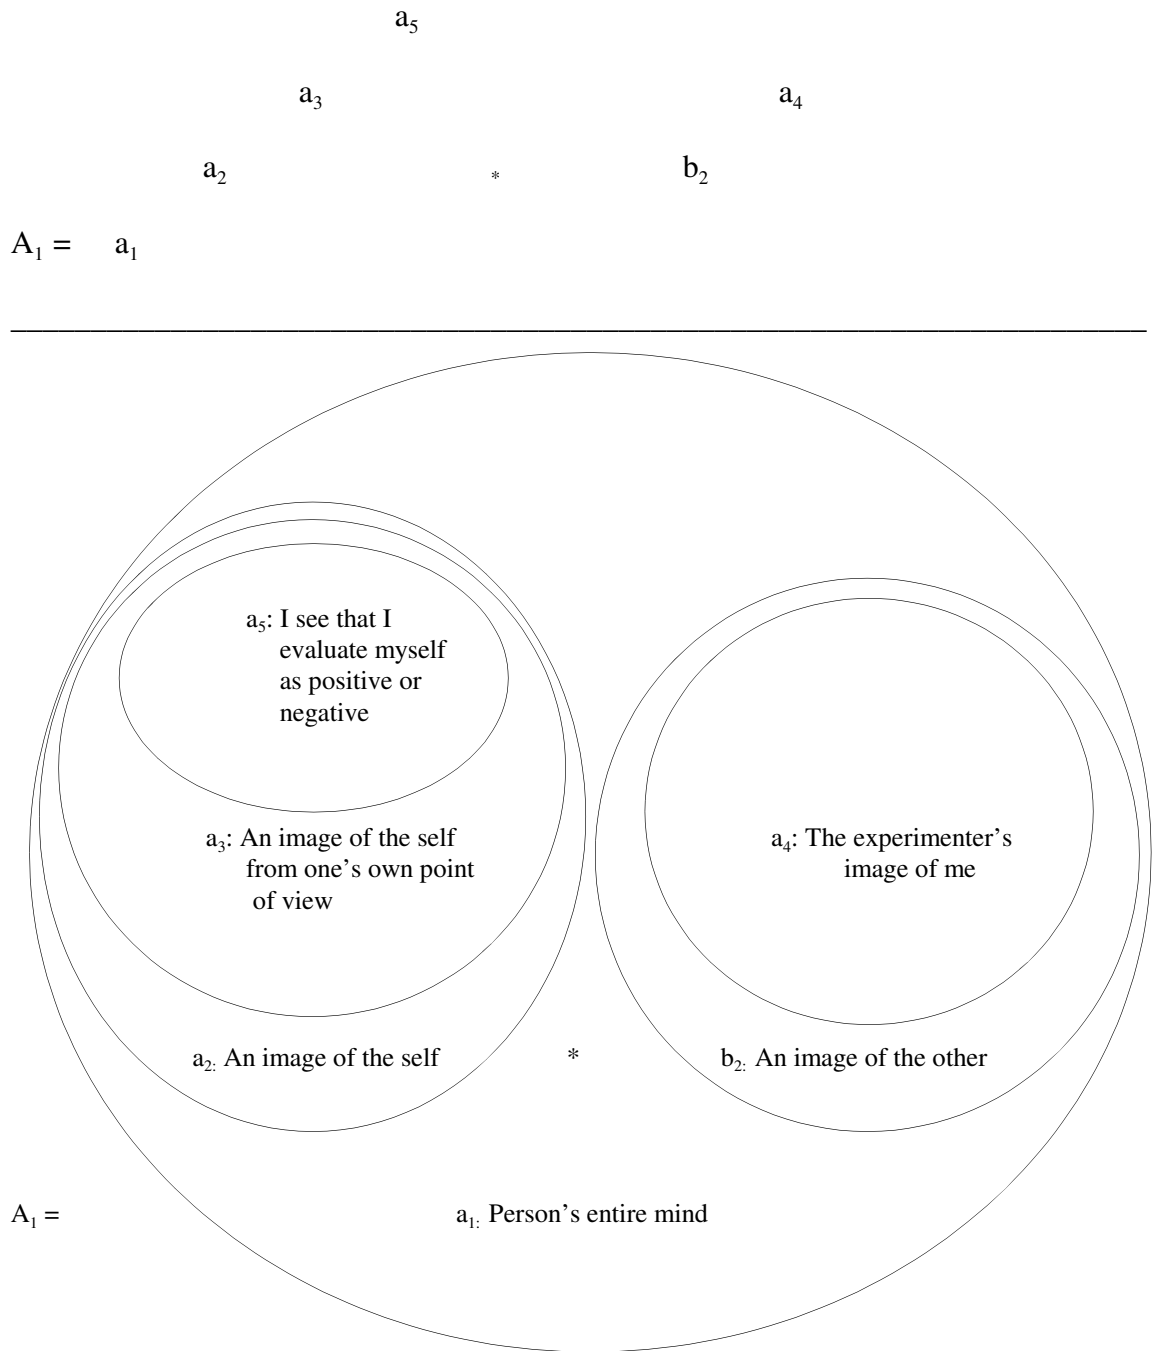 a₅
a₃ a₄
a₂ * b₂
A₁ = a₁
a₅: I see that I
evaluate myself
as positive or
negative
a₃: An image of the self
from one’s own point
of view
a₄: The experimenter’s
image of me
a₂: An image of the self * b₂: An image of the other
A₁ = a₁: Person’s entire mind